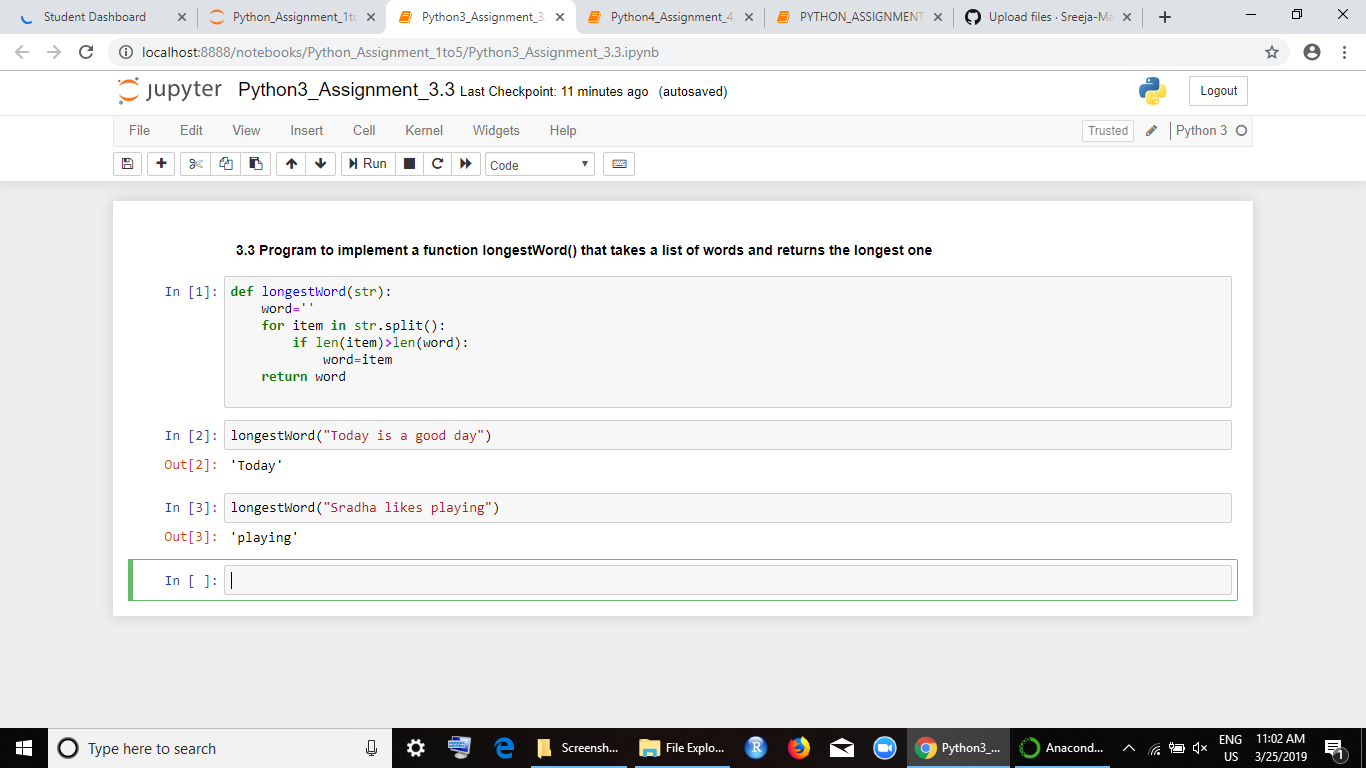 Student Dashboard
Python_Assignment_1to
Python3_Assignment_3.
Python4_Assignment_4.
PYTHON_ASSIGNMENT
Upload files · Sreeja-Ma
localhost:8888/notebooks/Python_Assignment_1to5/Python3_Assignment_3.3.ipynb
jupyter Python3_Assignment_3.3 Last Checkpoint: 11 minutes ago (autosaved)
Logout
File Edit View Insert Cell Kernel Widgets Help
Trusted Python 3
Run
Code
3.3 Program to implement a function longestWord() that takes a list of words and returns the longest one
In [1]: def longestWord(str):
    word=''
    for item in str.split():
        if len(item)>len(word):
            word=item
    return word
In [2]: longestWord("Today is a good day")
Out[2]: 'Today'
In [3]: longestWord("Sradha likes playing")
Out[3]: 'playing'
In [ ]:
Type here to search
Screensh...
File Explo...
R
Python3_...
Anacond...
ENG
US
11:02 AM
3/25/2019
1